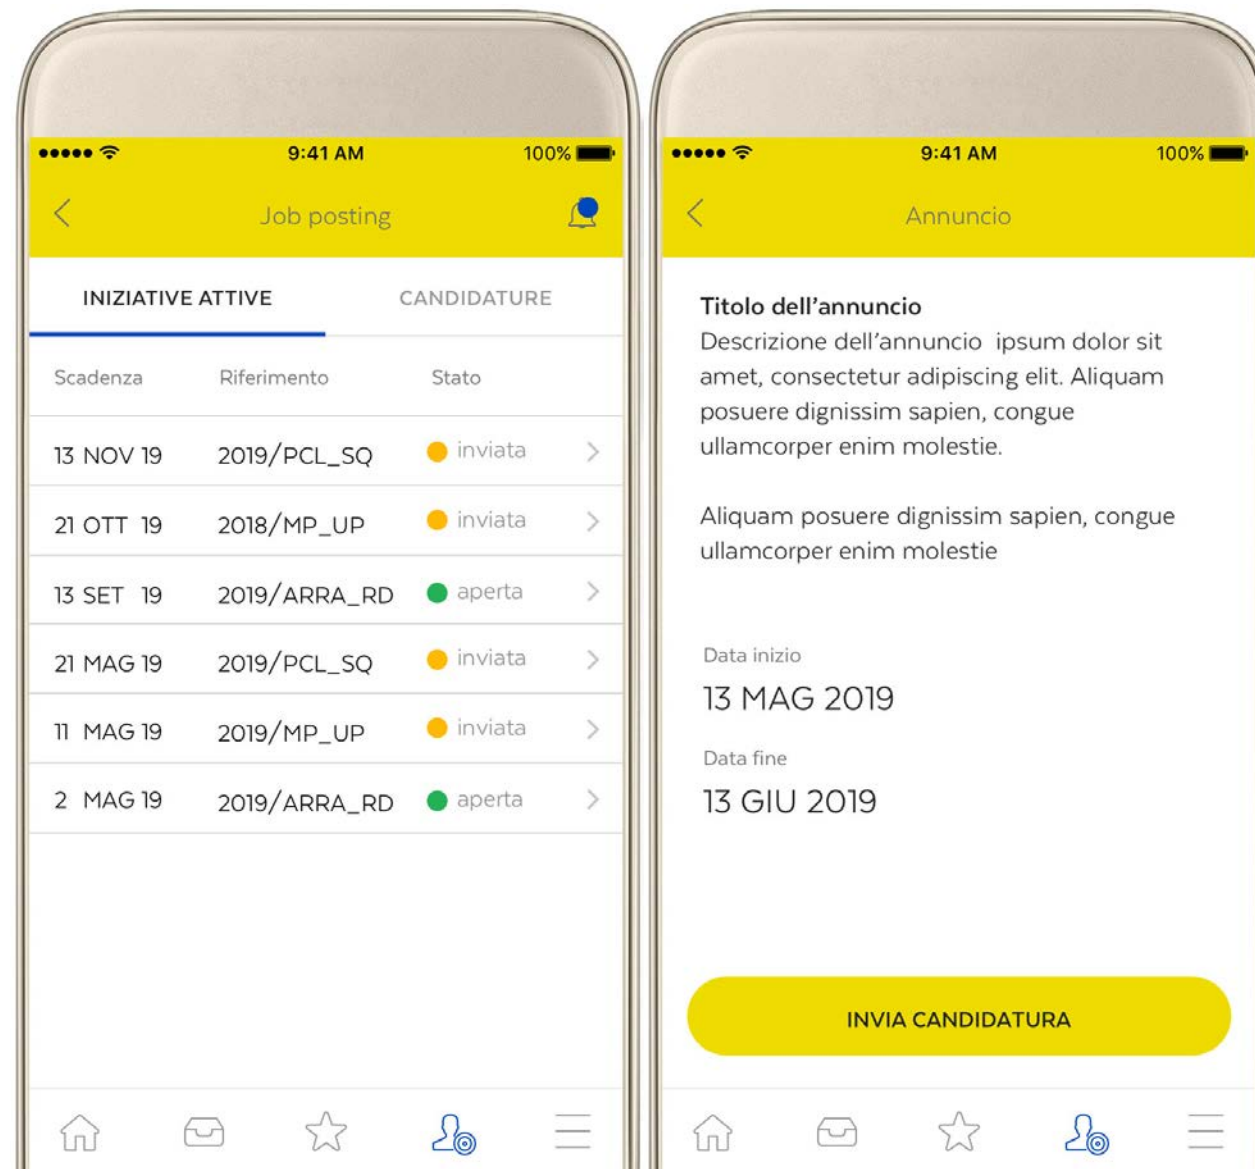 9:41 AM 100%
Job posting
INIZIATIVE ATTIVE CANDIDATURE
Scadenza Riferimento Stato
13 NOV 19 2019/PCL_SQ inviata
21 OTT 19 2018/MP_UP inviata
13 SET 19 2019/ARRA_RD aperta
21 MAG 19 2019/PCL_SQ inviata
11 MAG 19 2019/MP_UP inviata
2 MAG 19 2019/ARRA_RD aperta
9:41 AM 100%
Annuncio
Titolo dell'annuncio
Descrizione dell'annuncio ipsum dolor sit
amet, consectetur adipiscing elit. Aliquam
posuere dignissim sapien, congue
ullamcorper enim molestie.
Aliquam posuere dignissim sapien, congue
ullamcorper enim molestie
Data inizio
13 MAG 2019
Data fine
13 GIU 2019
INVIA CANDIDATURA